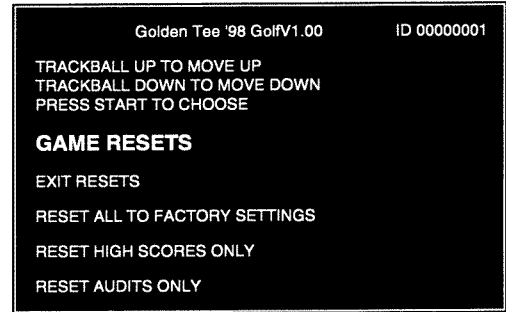 Golden Tee '98 GolfV1.00 ID 00000001
TRACKBALL UP TO MOVE UP
TRACKBALL DOWN TO MOVE DOWN
PRESS START TO CHOOSE
GAME RESETS
EXIT RESETS
RESET ALL TO FACTORY SETTINGS
RESET HIGH SCORES ONLY
RESET AUDITS ONLY